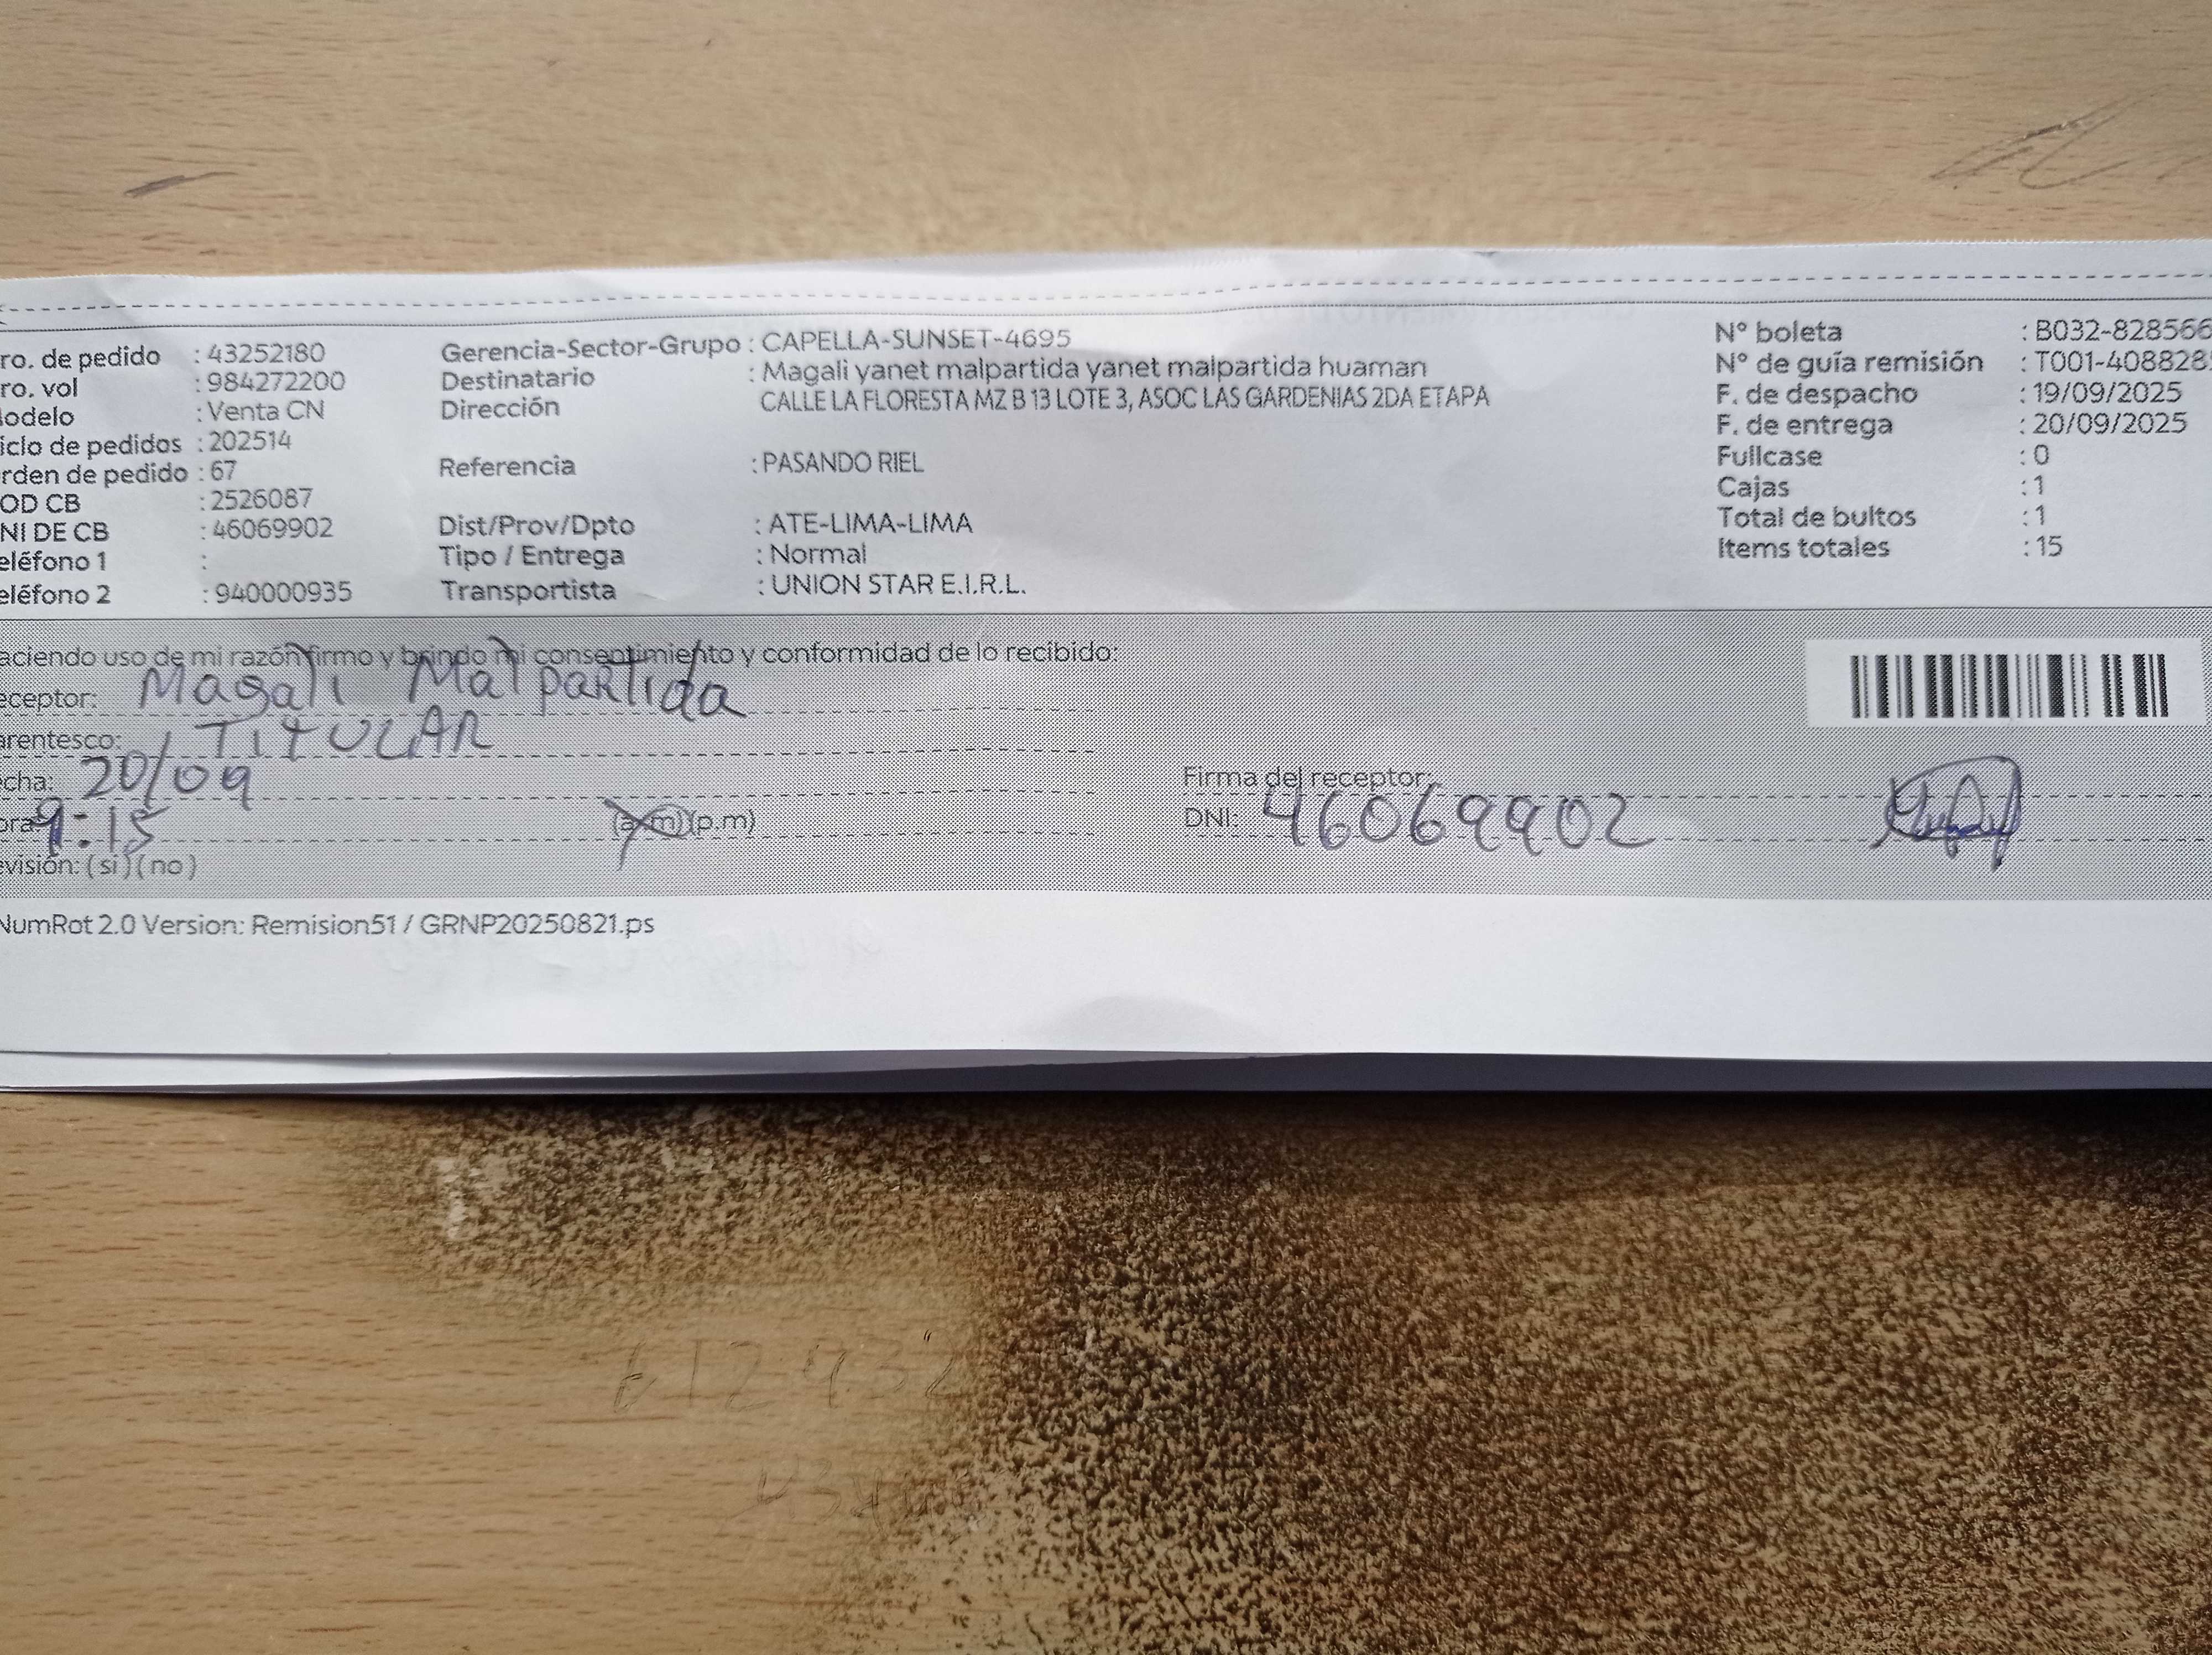 ro. de pedido : 43252180
ro. vol : 984272200
odelo : Venta CN
iclo de pedidos : 202514
rden de pedido : 67
OD CB : 2526087
NI DE CB : 46069902
eléfono 1 :
eléfono 2 : 940000935
Gerencia-Sector-Grupo : CAPELLA-SUNSET-4695
Destinatario : Magali yanet malpartida yanet malpartida huaman
Dirección CALLE LA FLORESTA MZ B 13 LOTE 3, ASOC LAS GARDENIAS 2DA ETAPA
Referencia : PASANDO RIEL
Dist/Prov/Dpto : ATE-LIMA-LIMA
Tipo / Entrega : Normal
Transportista : UNION STAR E.I.R.L.
N° boleta : B032-828566
N° de guía remisión : T001-408828
F. de despacho : 19/09/2025
F. de entrega : 20/09/2025
Fullcase : 0
Cajas : 1
Total de bultos : 1
Items totales : 15
aciendo uso de mi razón firmo y brindo mi consentimiento y conformidad de lo recibido:
eceptor: Magali Malpartida
arentesco: TITULAR
echa: 20/09
ora: 9:15 (a.m)(p.m)
evisión: (si)(no)
Firma del receptor:
DNI: 46069902
NumRot 2.0 Version: Remision51 / GRNP20250821.ps